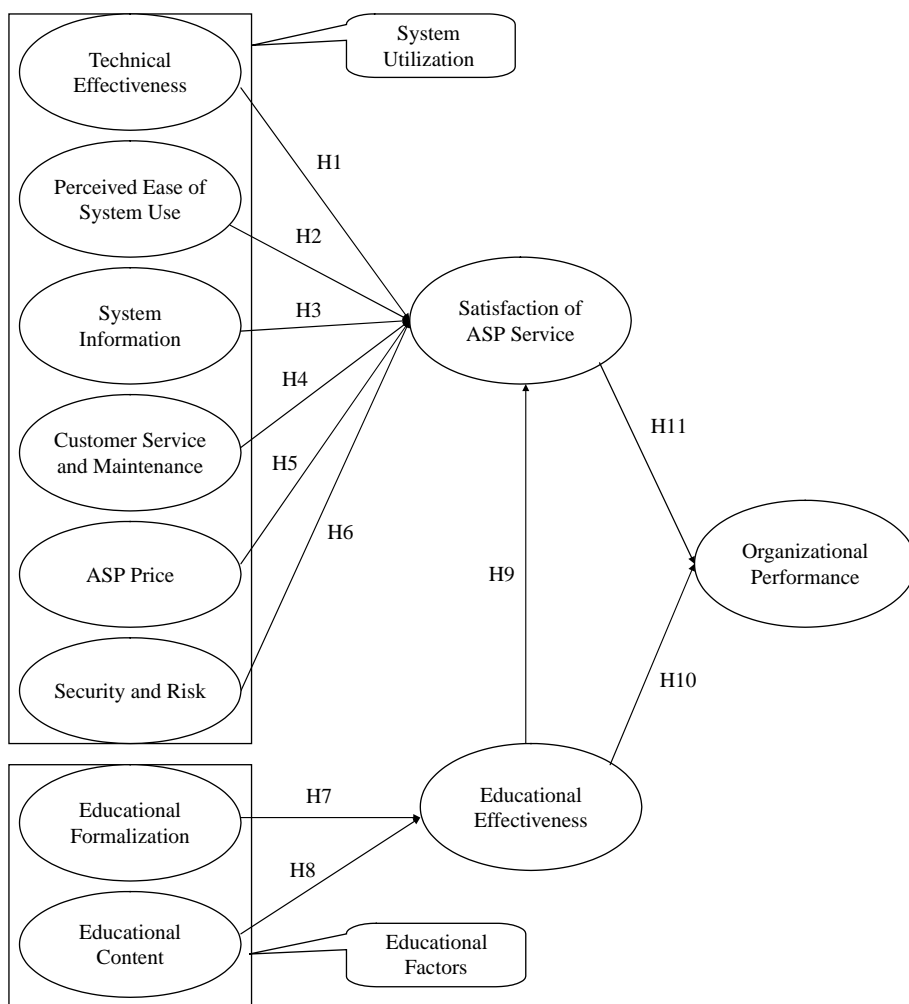 Technical
Effectiveness
System
Utilization
H1
Perceived Ease of
System Use
H2
System
Information
H3
Satisfaction of
ASP Service
Customer Service
and Maintenance
H4
H5
H11
ASP Price
H6
H9
Organizational
Performance
Security and Risk
H10
Educational
Formalization
H7
Educational
Effectiveness
H8
Educational
Content
Educational
Factors